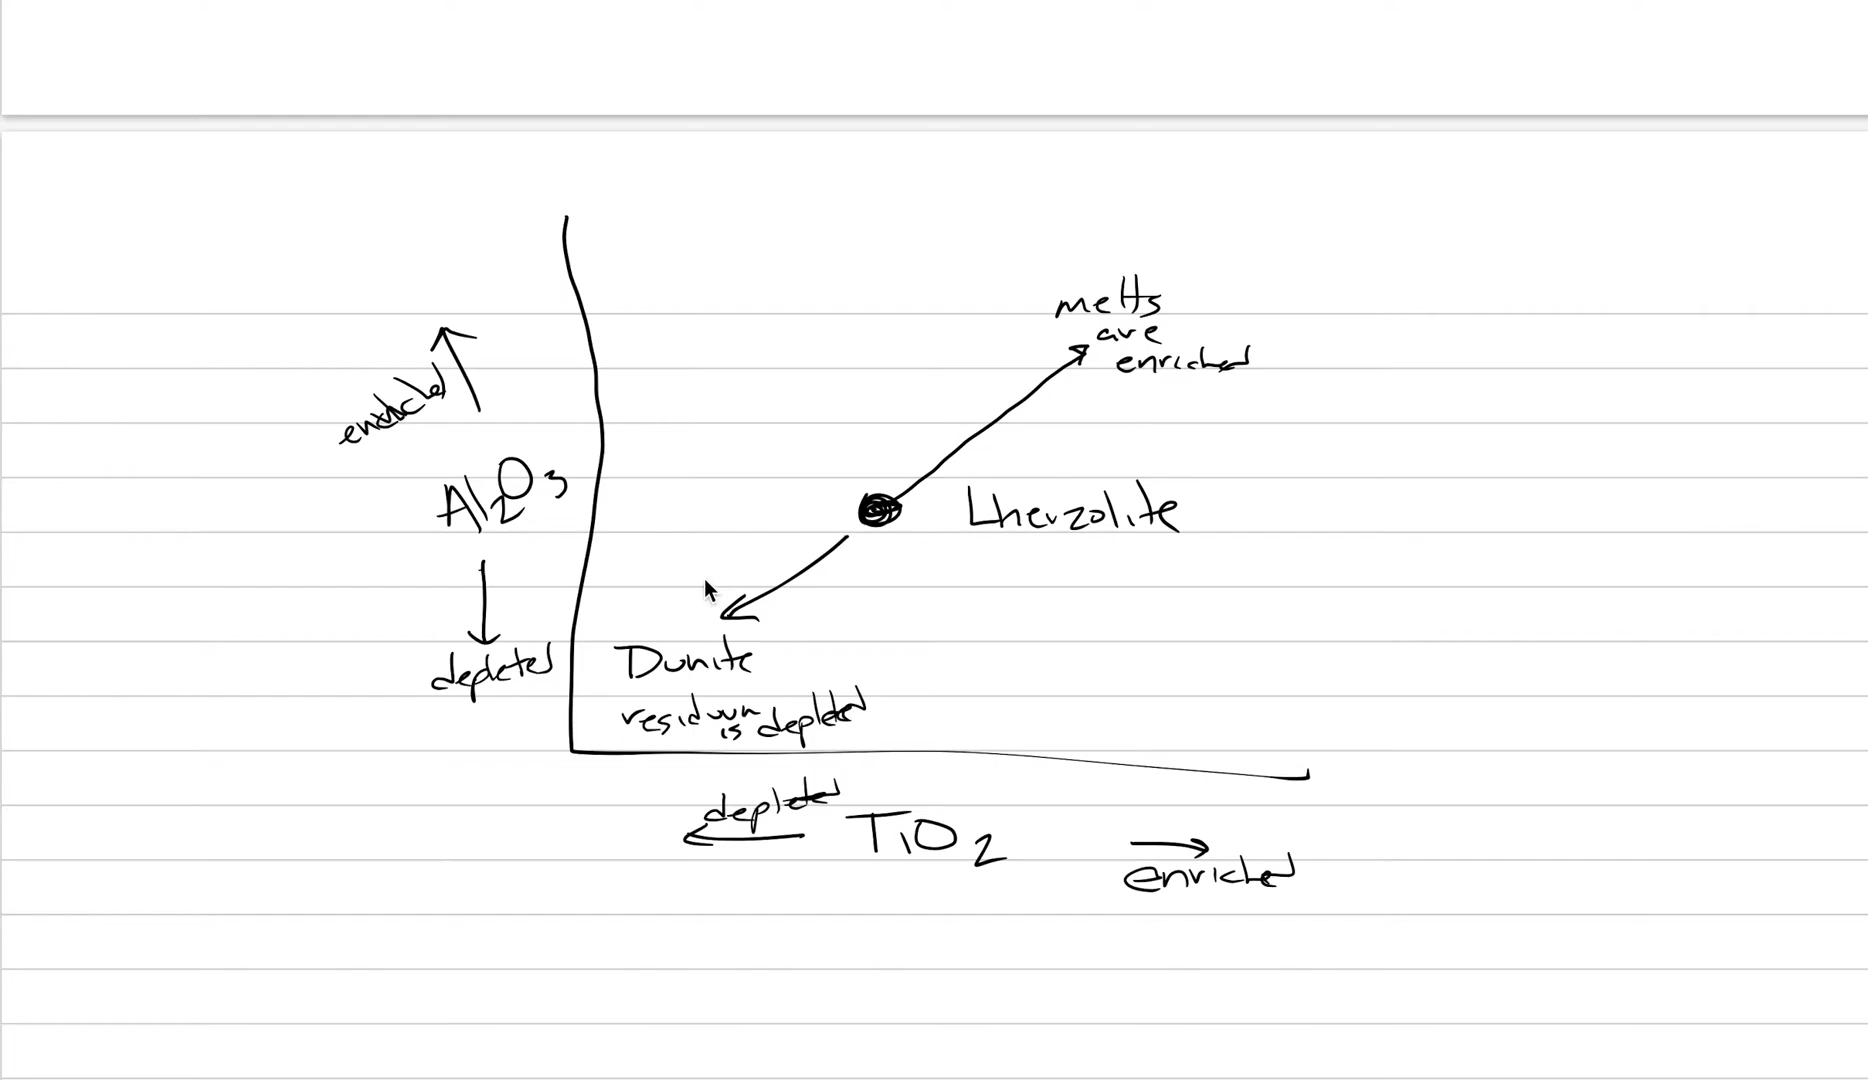 melts
are
enriched
enriched
Al2O3
Lherzolite
depleted
Dunite
residuum
is depleted
depleted
TiO2
enriched